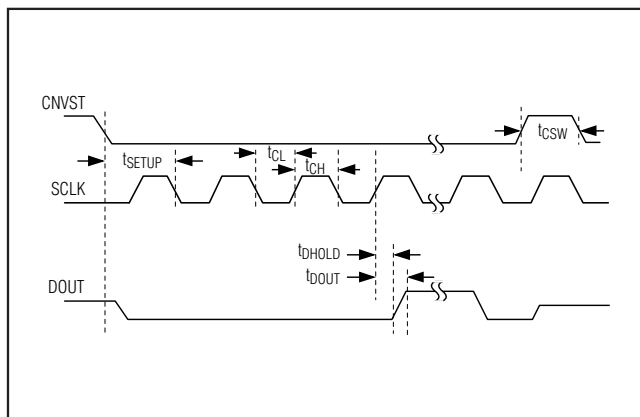 CNVST
tCSW
tSETUP
tCL
tCH
SCLK
tDHOLD
tDOUT
DOUT